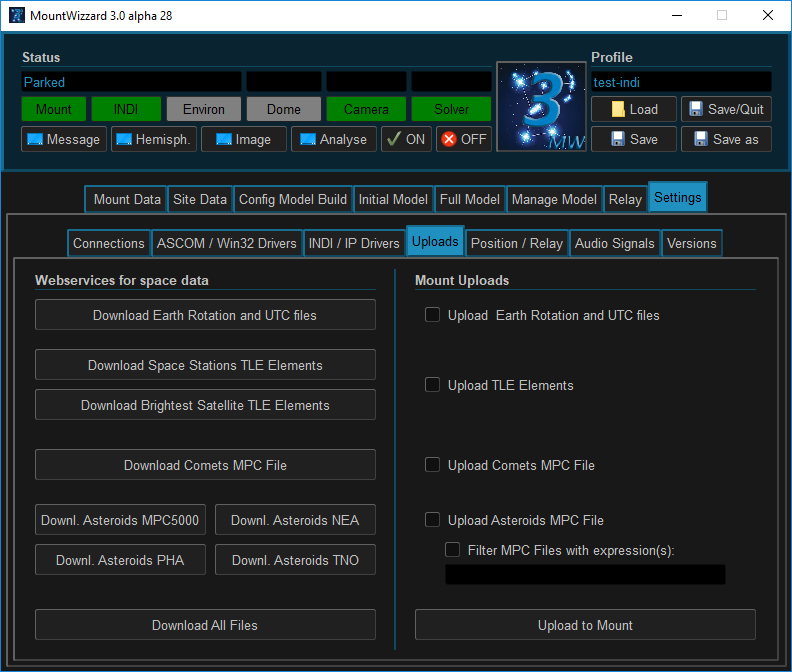 MountWizzard 3.0 alpha 28
Status
Profile
Parked
test-indi
Mount INDI Environ Dome Camera Solver
3
MW
Load Save/Quit
Message Hemisph. Image Analyse ON OFF
Save Save as
Mount Data Site Data Config Model Build Initial Model Full Model Manage Model Relay Settings
Connections ASCOM / Win32 Drivers INDI / IP Drivers Uploads Position / Relay Audio Signals Versions
Webservices for space data
Download Earth Rotation and UTC files
Download Space Stations TLE Elements
Download Brightest Satellite TLE Elements
Download Comets MPC File
Downl. Asteroids MPC5000 Downl. Asteroids NEA
Downl. Asteroids PHA Downl. Asteroids TNO
Download All Files
Mount Uploads
Upload  Earth Rotation and UTC files
Upload TLE Elements
Upload Comets MPC File
Upload Asteroids MPC File
Filter MPC Files with expression(s):
Upload to Mount